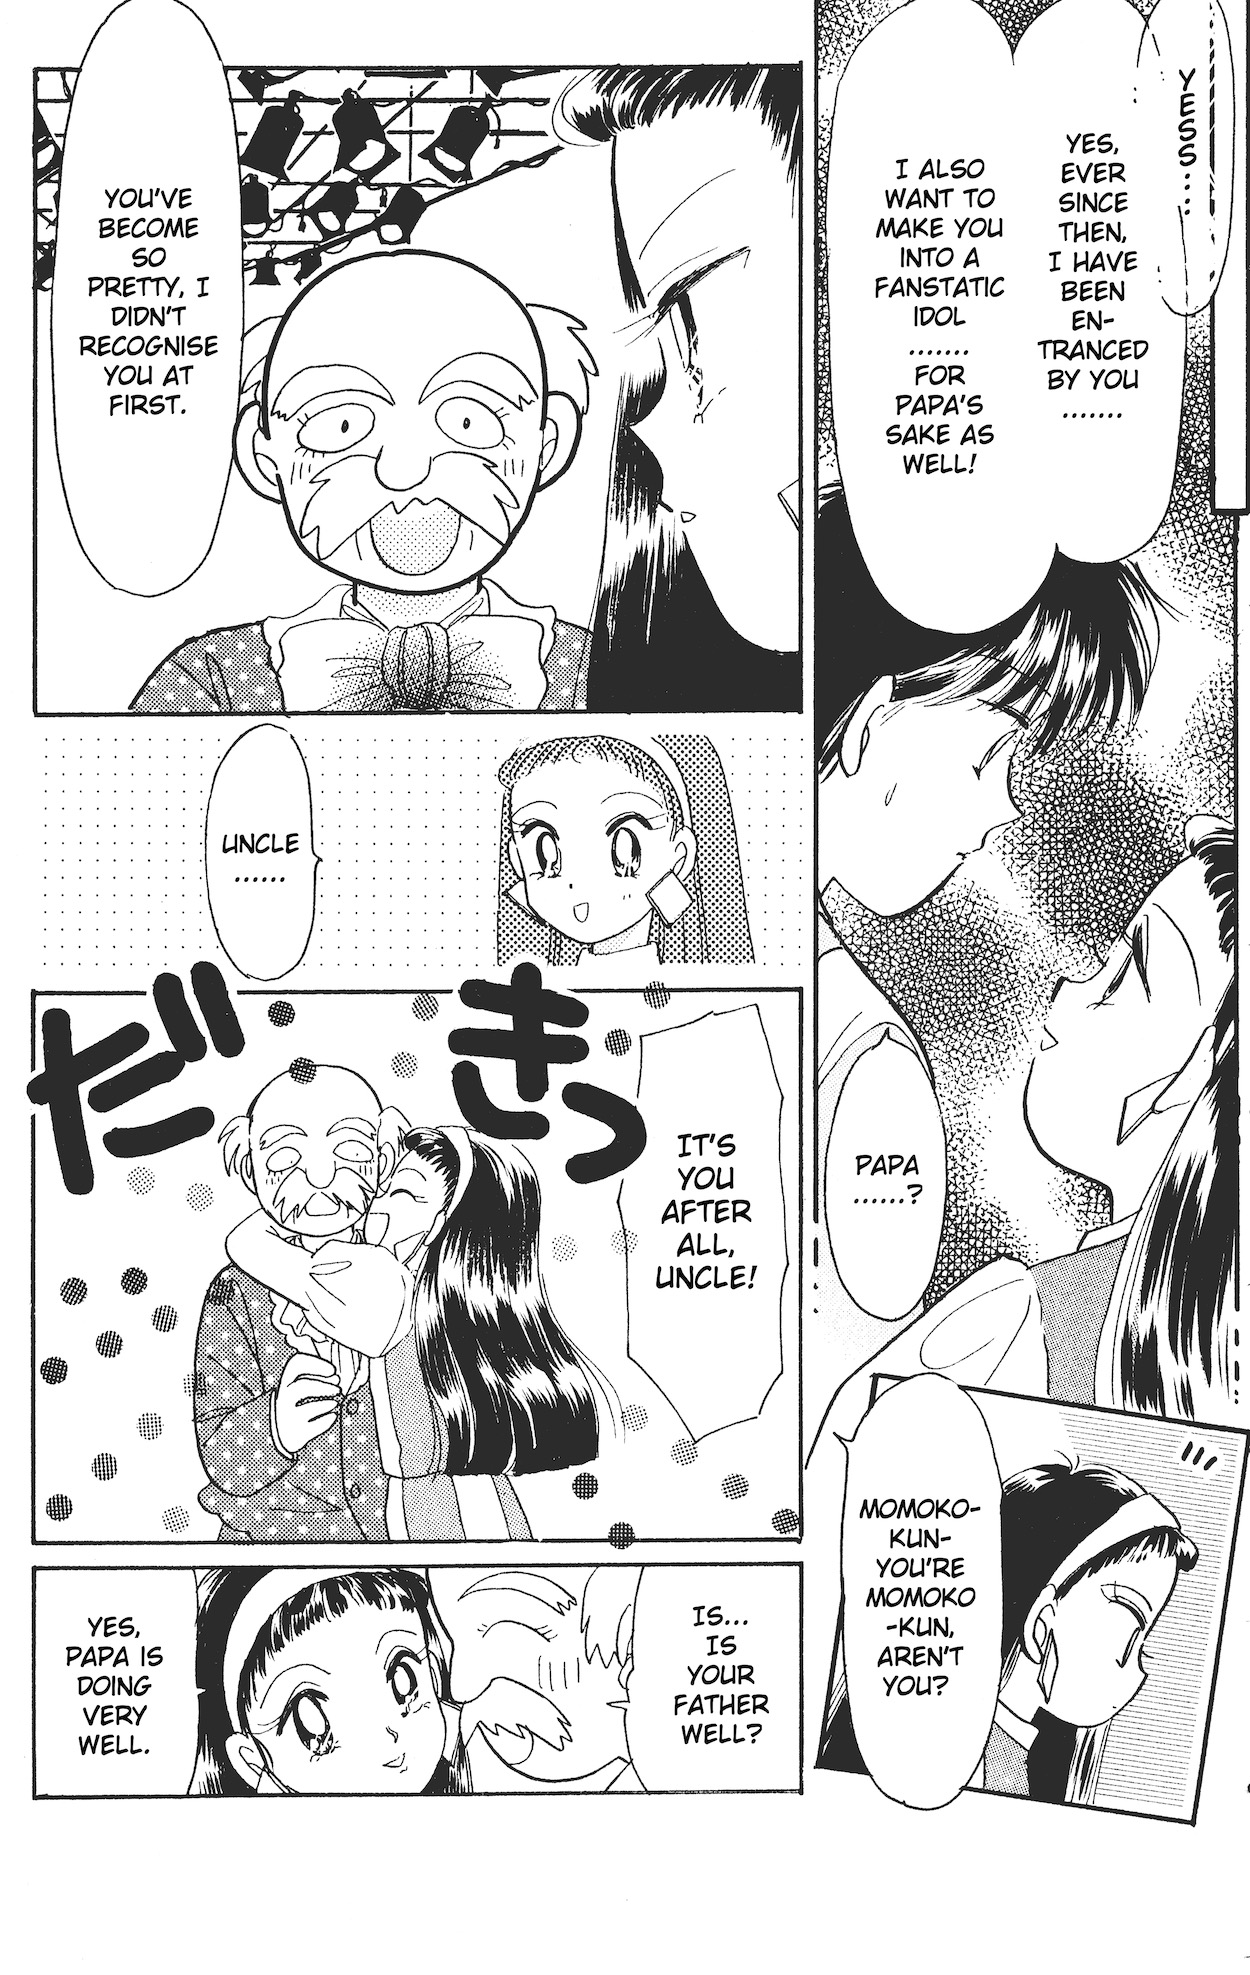 YESS...
YES,
EVER
SINCE
THEN,
I HAVE
BEEN
EN-
TRANCED
BY YOU
.......
I ALSO
WANT TO
MAKE YOU
INTO A
FANSTATIC
IDOL
.......
FOR
PAPA'S
SAKE AS
WELL!
PAPA
......?
MOMOKO-
KUN-
YOU'RE
MOMOKO
-KUN,
AREN'T
YOU?
YOU'VE
BECOME
SO
PRETTY, I
DIDN'T
RECOGNISE
YOU AT
FIRST.
UNCLE
......
だきっ
IT'S
YOU
AFTER
ALL,
UNCLE!
IS...
IS
YOUR
FATHER
WELL?
YES,
PAPA IS
DOING
VERY
WELL.